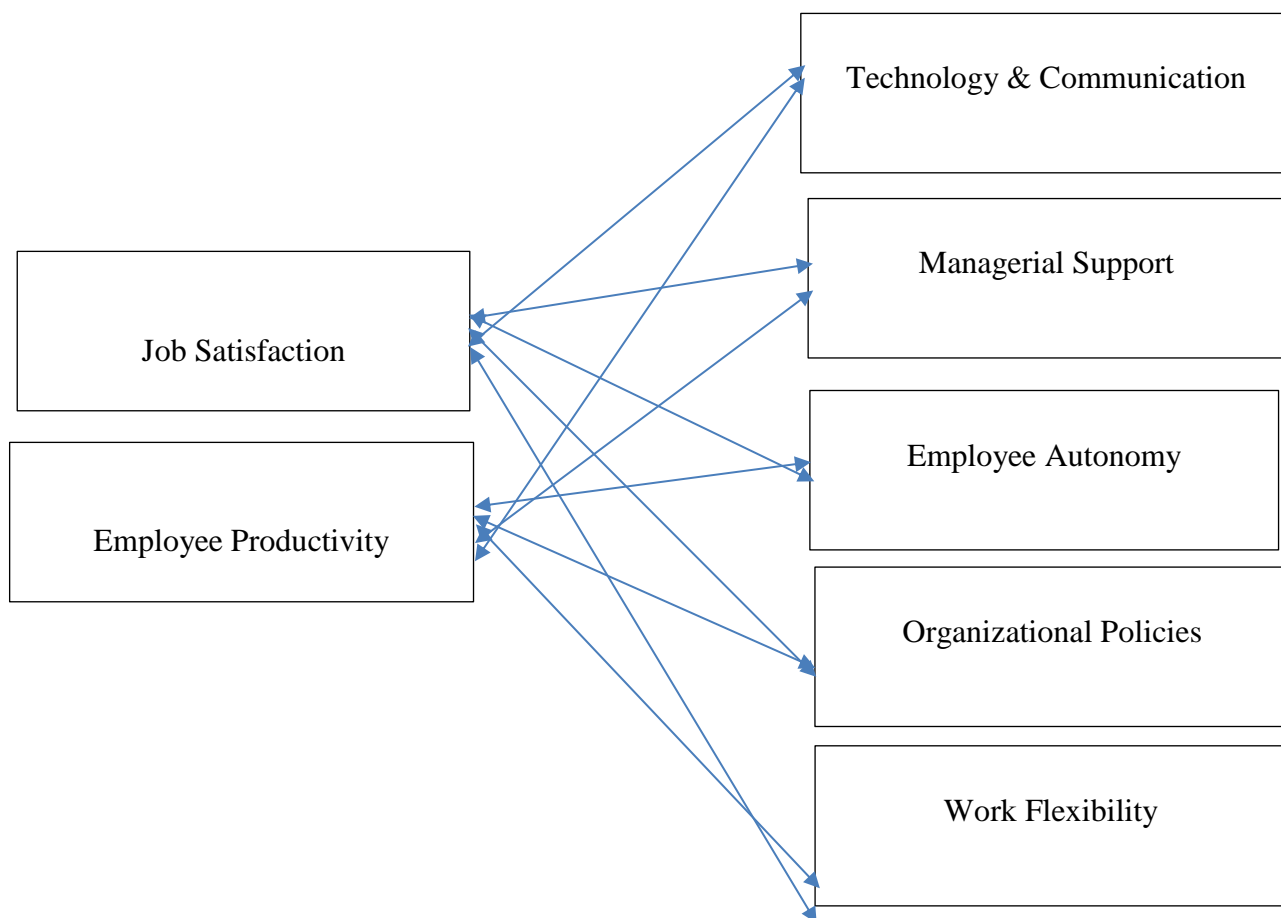 Technology & Communication
Managerial Support
Job Satisfaction
Employee Autonomy
Employee Productivity
Organizational Policies
Work Flexibility